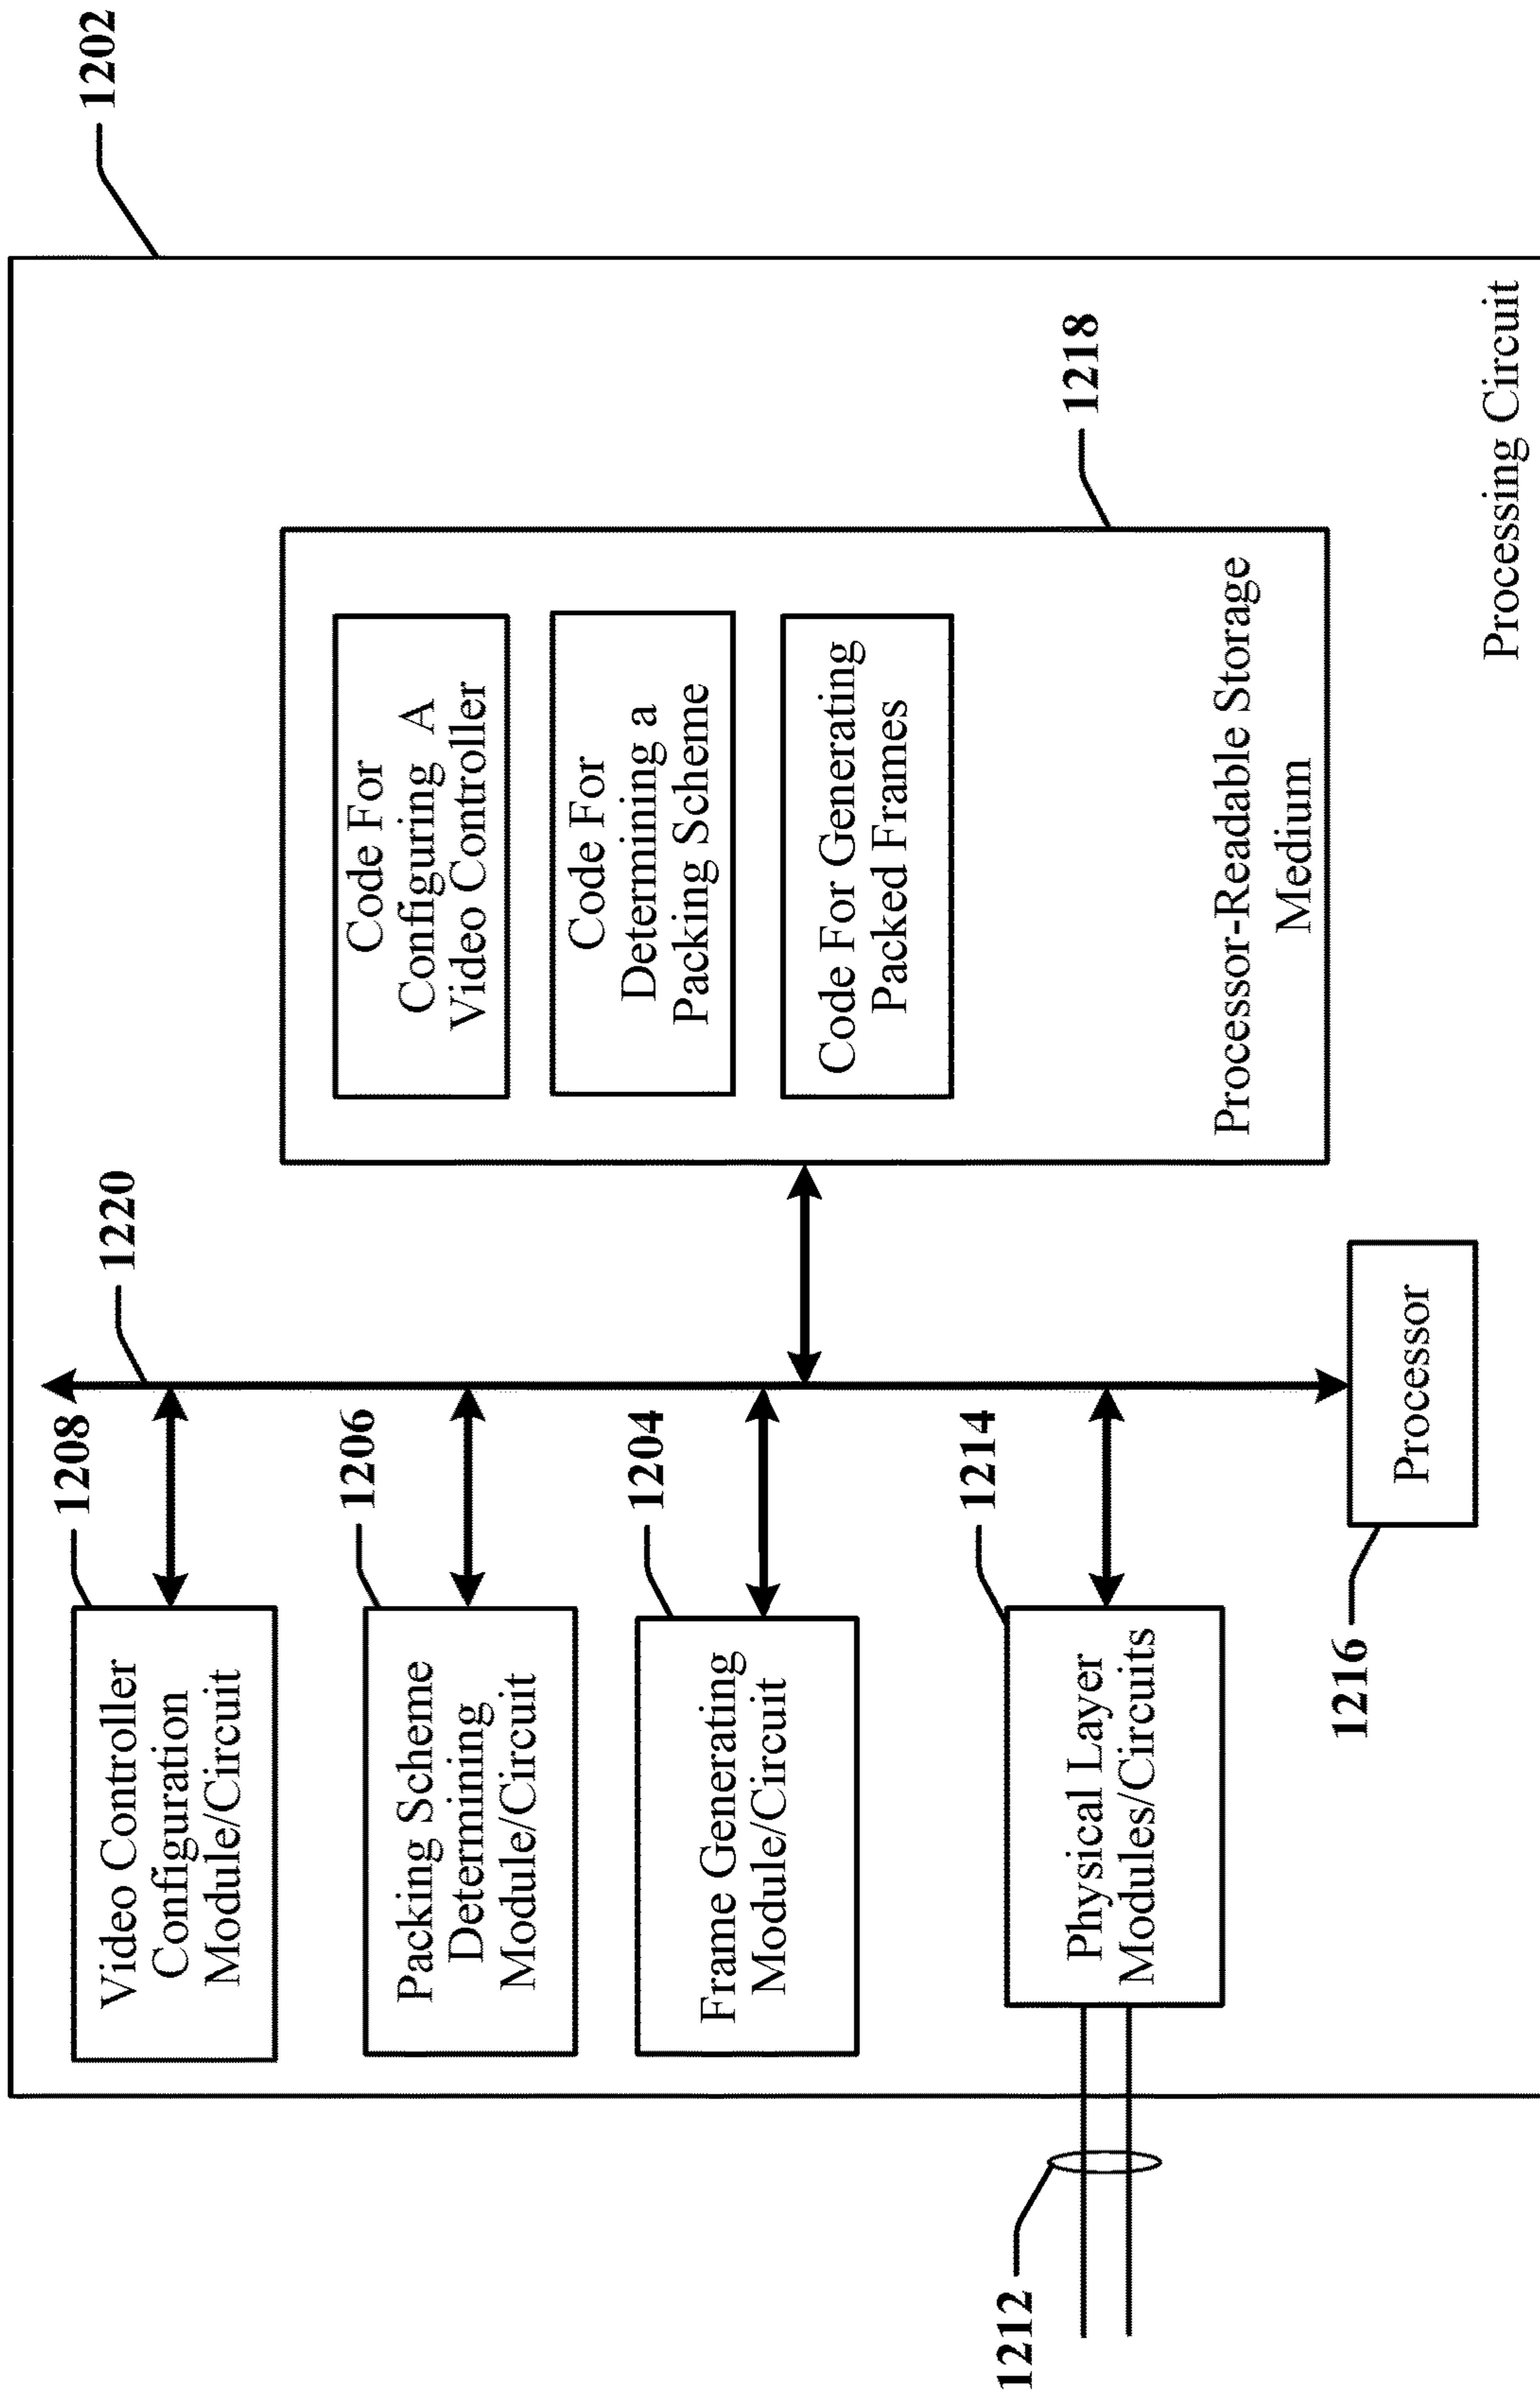 1202
1220
1208
Video Controller
Configuration
Module/Circuit
1206
Packing Scheme
Determining
Module/Circuit
1204
Frame Generating
Module/Circuit
1214
Physical Layer
Modules/Circuits
1212
1216
Processor
1218
Code For
Configuring A
Video Controller
Code For
Determining a
Packing Scheme
Code For Generating
Packed Frames
Processor-Readable Storage
Medium
Processing Circuit